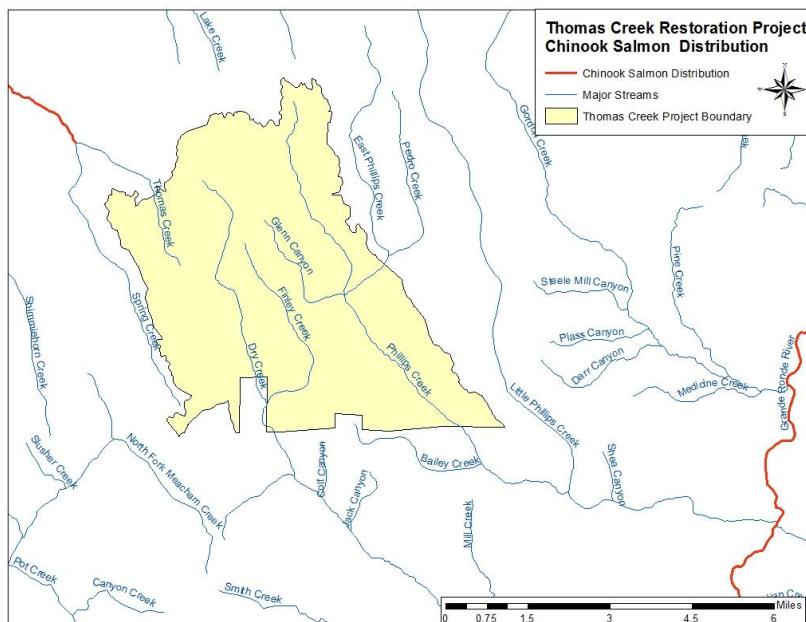 Thomas Creek Restoration Project
Chinook Salmon Distribution
Chinook Salmon Distribution
Major Streams
Thomas Creek Project Boundary
Lake Creek
Gordon Creek
East Phillips Creek
Pedro Creek
Thomas Creek
Glenn Canyon
Pine Creek
Steele Mill Canyon
Finley Creek
Spring Creek
Shimmiehorn Creek
Plass Canyon
Phillips Creek
Dry Creek
Darr Canyon
Grande Ronde River
Medicine Creek
Little Phillips Creek
Slusher Creek
North Fork Meacham Creek
Colt Canyon
Bailey Creek
Shea Canyon
Jack Canyon
Mill Creek
Pot Creek
Canyon Creek
Smith Creek
Miles
0 0.75 1.5 3 4.5 6